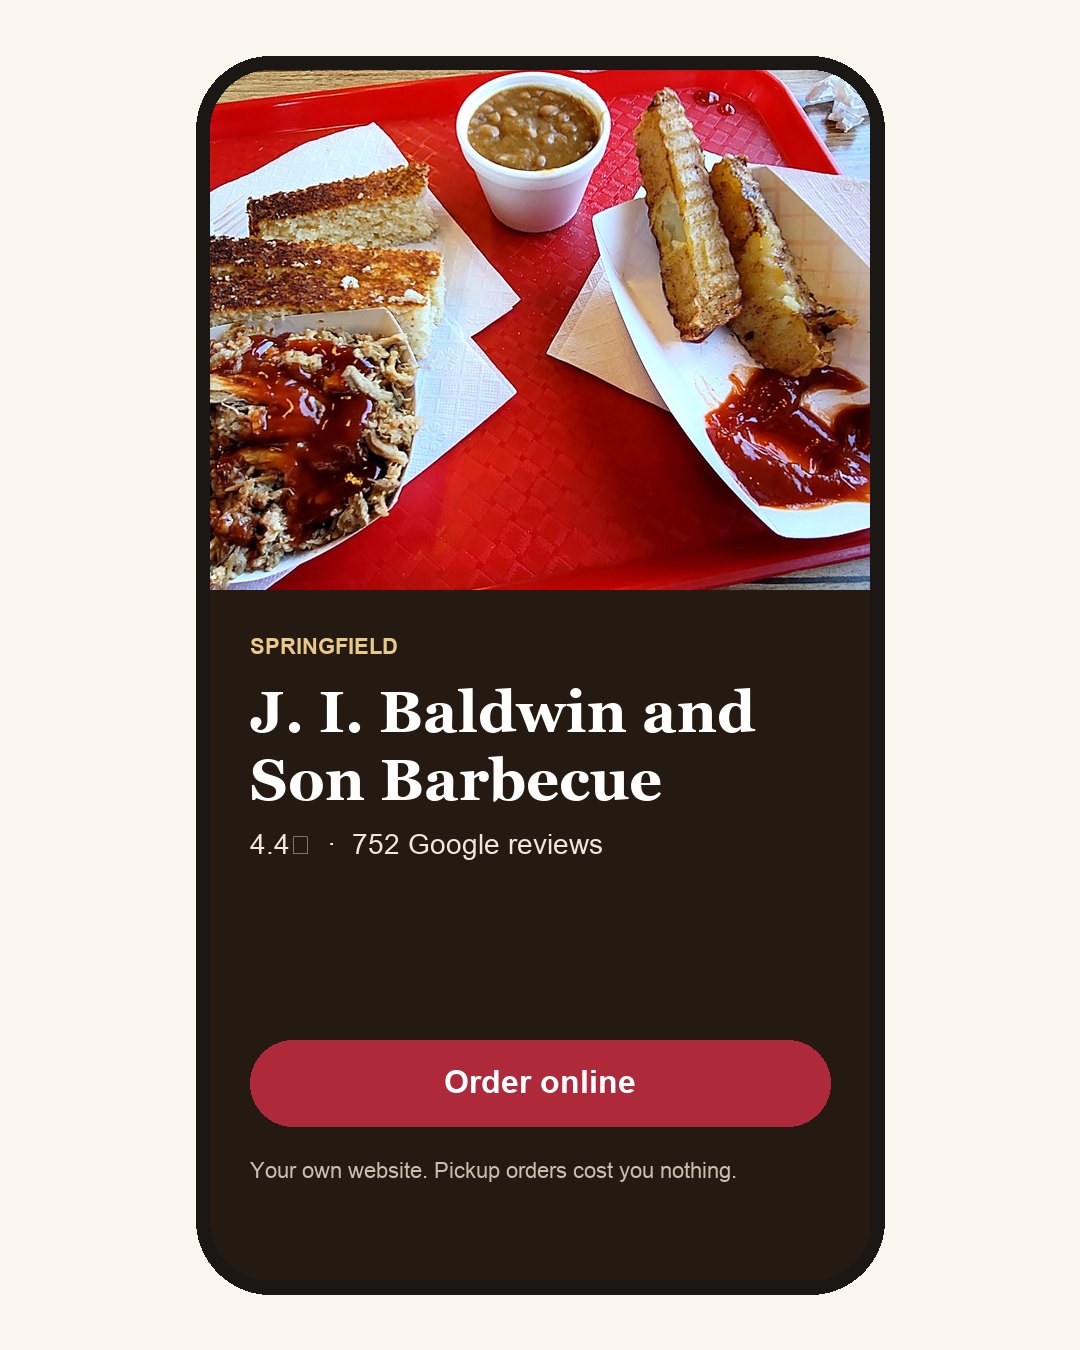 SPRINGFIELD
J. I. Baldwin and
Son Barbecue
4.4□ · 752 Google reviews
Order online
Your own website. Pickup orders cost you nothing.